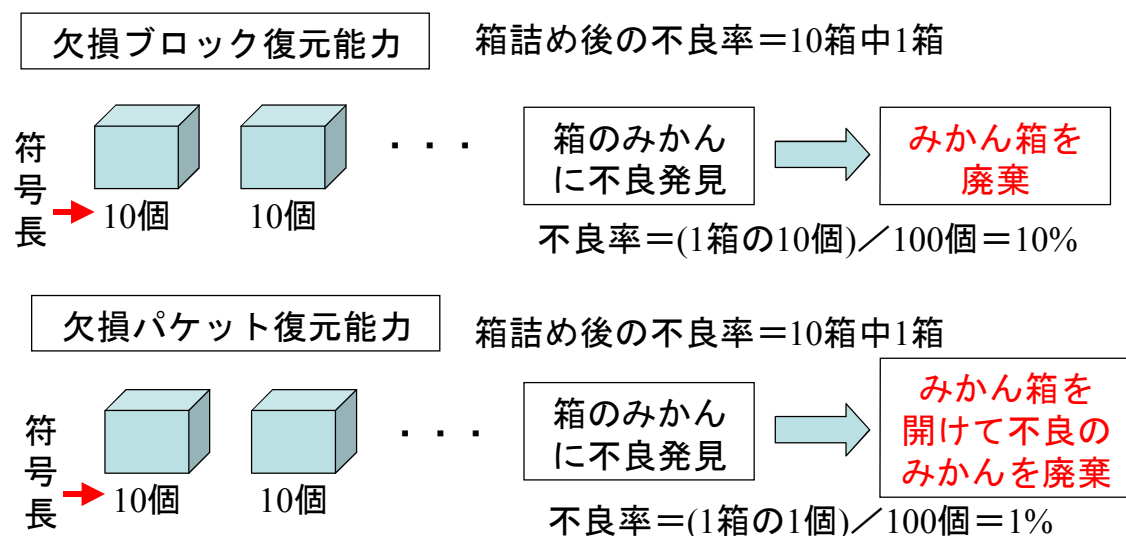 欠損ブロック復元能力
箱詰め後の不良率＝10箱中1箱
符
号
長
10個
10個
・・・
箱のみかん
に不良発見
みかん箱を
廃棄
不良率＝(1箱の10個)／100個＝10%
欠損パケット復元能力
箱詰め後の不良率＝10箱中1箱
符
号
長
10個
10個
・・・
箱のみかん
に不良発見
みかん箱を
開けて不良の
みかんを廃棄
不良率＝(1箱の1個)／100個＝1%